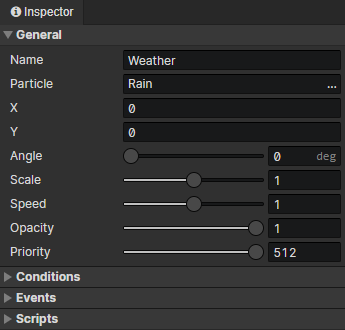 Inspector
General
Name Weather
Particle Rain ...
X 0
Y 0
Angle 0 deg
Scale 1
Speed 1
Opacity 1
Priority 512
Conditions
Events
Scripts